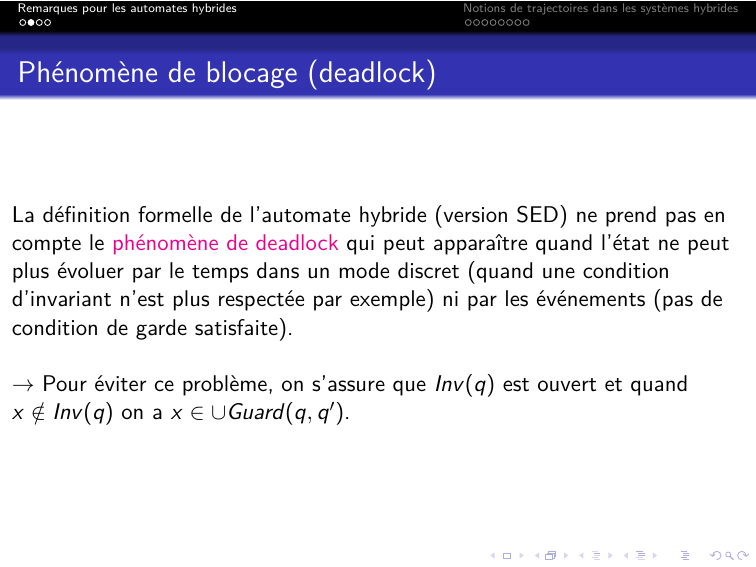 Remarques pour les automates hybrides
Notions de trajectoires dans les systèmes hybrides
Phénomène de blocage (deadlock)
La définition formelle de l'automate hybride (version SED) ne prend pas en
compte le phénomène de deadlock qui peut apparaître quand l'état ne peut
plus évoluer par le temps dans un mode discret (quand une condition
d'invariant n'est plus respectée par exemple) ni par les événements (pas de
condition de garde satisfaite).
→ Pour éviter ce problème, on s'assure que Inv(q) est ouvert et quand
x ∉ Inv(q) on a x ∈ ∪Guard(q, q′).